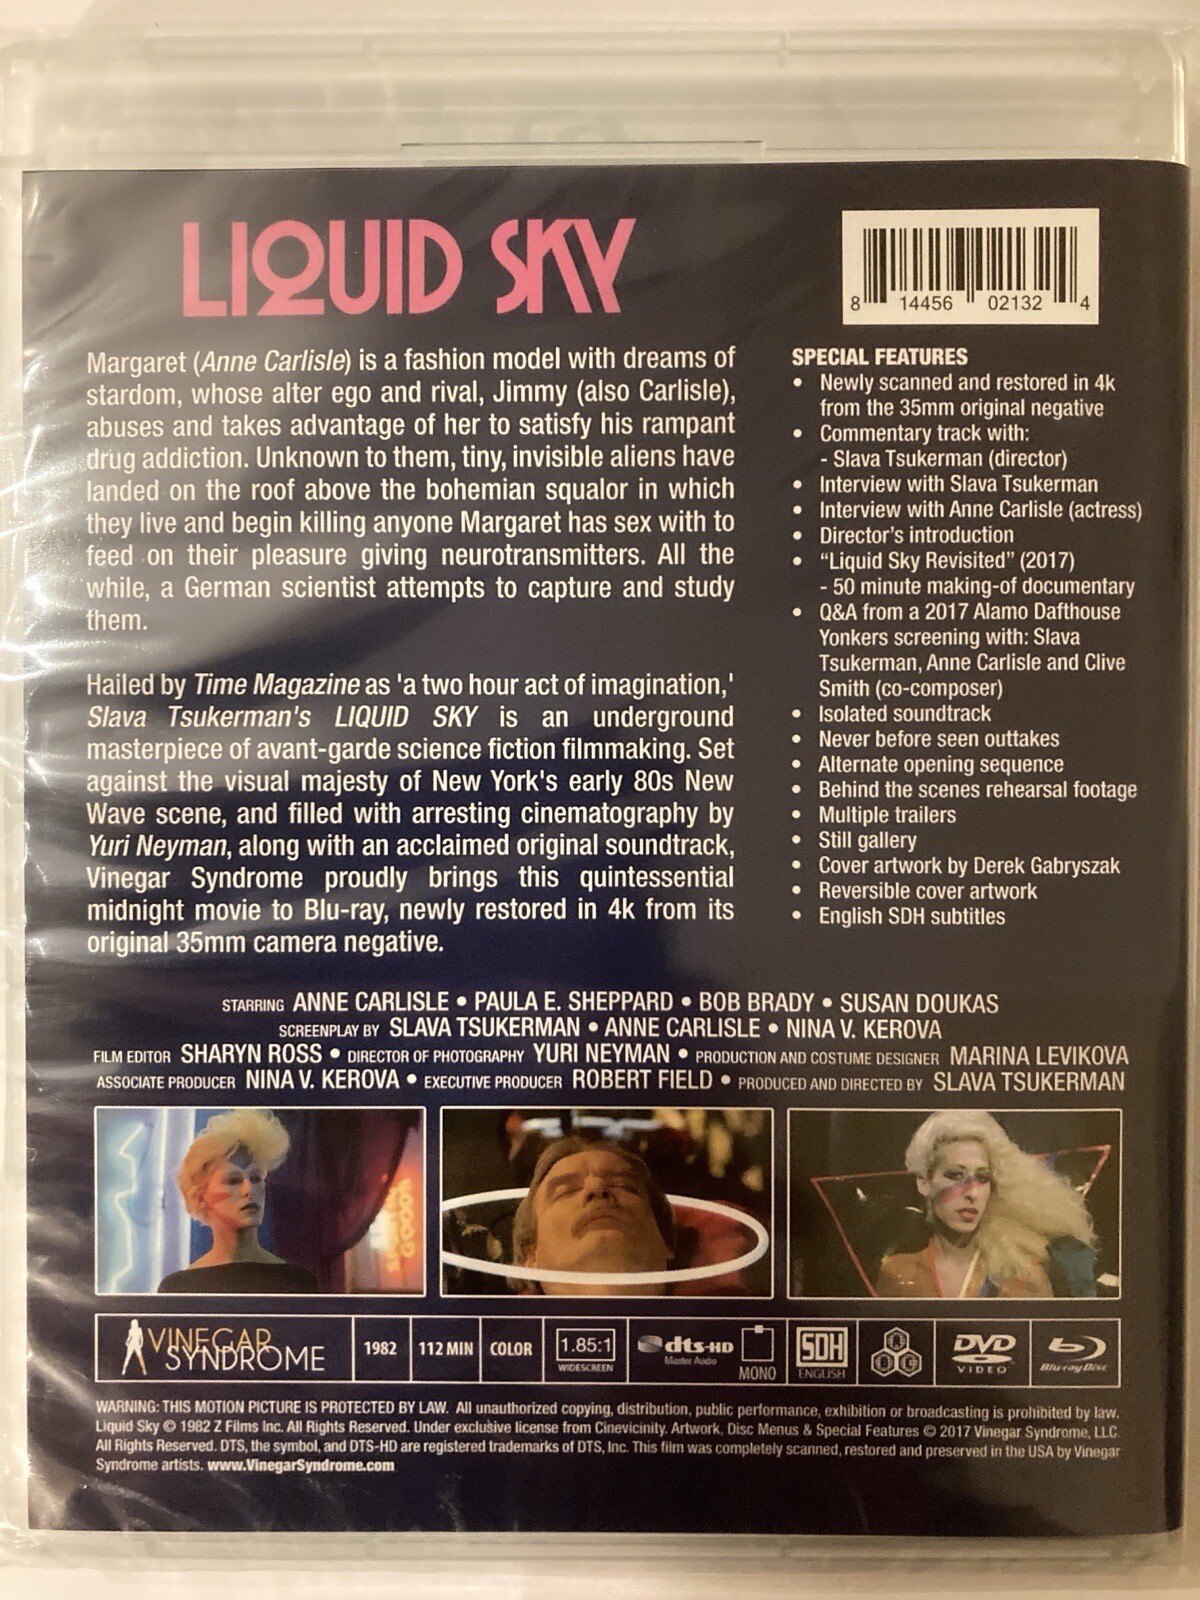 LIQUID SKY
8 14456 02132 4
Margaret (Anne Carlisle) is a fashion model with dreams of
stardom, whose alter ego and rival, Jimmy (also Carlisle),
abuses and takes advantage of her to satisfy his rampant
drug addiction. Unknown to them, tiny, invisible aliens have
landed on the roof above the bohemian squalor in which
they live and begin killing anyone Margaret has sex with to
feed on their pleasure giving neurotransmitters. All the
while, a German scientist attempts to capture and study
them.
Hailed by Time Magazine as 'a two hour act of imagination,'
Slava Tsukerman's LIQUID SKY is an underground
masterpiece of avant-garde science fiction filmmaking. Set
against the visual majesty of New York's early 80s New
Wave scene, and filled with arresting cinematography by
Yuri Neyman, along with an acclaimed original soundtrack,
Vinegar Syndrome proudly brings this quintessential
midnight movie to Blu-ray, newly restored in 4k from its
original 35mm camera negative.
SPECIAL FEATURES
• Newly scanned and restored in 4k
from the 35mm original negative
• Commentary track with:
- Slava Tsukerman (director)
• Interview with Slava Tsukerman
• Interview with Anne Carlisle (actress)
• Director's introduction
• “Liquid Sky Revisited” (2017)
- 50 minute making-of documentary
• Q&A from a 2017 Alamo Dafthouse
Yonkers screening with: Slava
Tsukerman, Anne Carlisle and Clive
Smith (co-composer)
• Isolated soundtrack
• Never before seen outtakes
• Alternate opening sequence
• Behind the scenes rehearsal footage
• Multiple trailers
• Still gallery
• Cover artwork by Derek Gabryszak
• Reversible cover artwork
• English SDH subtitles
STARRING ANNE CARLISLE • PAULA E. SHEPPARD • BOB BRADY • SUSAN DOUKAS
SCREENPLAY BY SLAVA TSUKERMAN • ANNE CARLISLE • NINA V. KEROVA
FILM EDITOR SHARYN ROSS • DIRECTOR OF PHOTOGRAPHY YURI NEYMAN • PRODUCTION AND COSTUME DESIGNER MARINA LEVIKOVA
ASSOCIATE PRODUCER NINA V. KEROVA • EXECUTIVE PRODUCER ROBERT FIELD • PRODUCED AND DIRECTED BY SLAVA TSUKERMAN
GOODS
VINEGAR
SYNDROME
1982
112 MIN
COLOR
1.85:1
WIDESCREEN
dts-HD
Master Audio
MONO
SDH
ENGLISH
DVD
VIDEO
Blu-ray Disc
WARNING: THIS MOTION PICTURE IS PROTECTED BY LAW. All unauthorized copying, distribution, public performance, exhibition or broadcasting is prohibited by law.
Liquid Sky © 1982 Z Films Inc. All Rights Reserved. Under exclusive license from Cinevicinity. Artwork, Disc Menus & Special Features © 2017 Vinegar Syndrome, LLC
All Rights Reserved. DTS, the symbol, and DTS-HD are registered trademarks of DTS, Inc. This film was completely scanned, restored and preserved in the USA by Vinegar
Syndrome artists. www.VinegarSyndrome.com